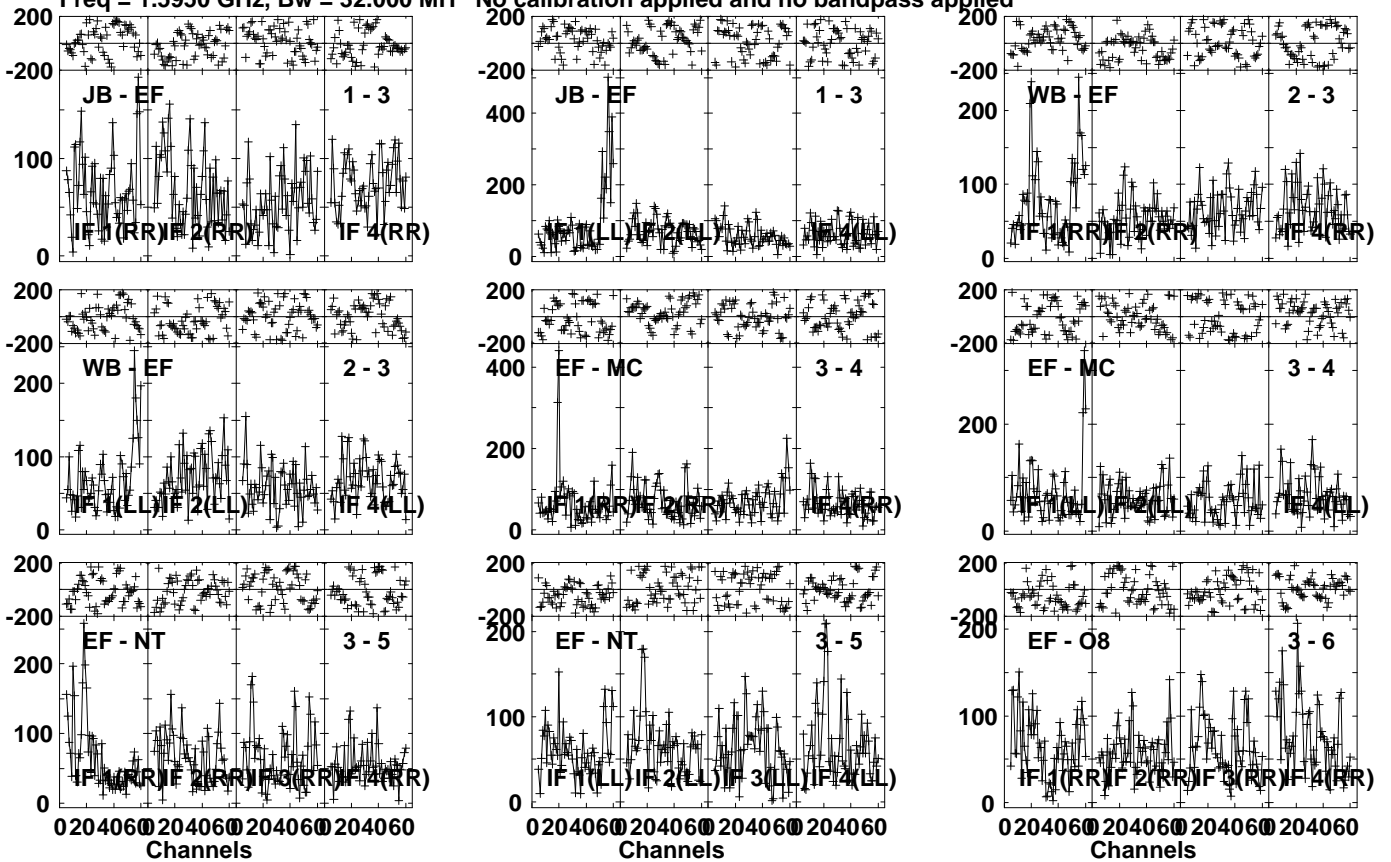 Freq = 1.5950 GHz, Bw = 32.000 MH No calibration applied and no bandpass applied
200
-200
JB - EF 1 - 3
100
0
IF 1(RR) IF 2(RR) IF 4(RR)
200
-200
JB - EF 1 - 3
400
200
0
IF 1(LL) IF 2(LL) IF 4(LL)
200
-200
WB - EF 2 - 3
200
100
0
IF 1(RR) IF 2(RR) IF 4(RR)
200
-200
WB - EF 2 - 3
200
100
0
IF 1(LL) IF 2(LL) IF 4(LL)
200
-200
EF - MC 3 - 4
400
200
0
IF 1(RR) IF 2(RR) IF 4(RR)
200
-200
EF - MC 3 - 4
200
0
IF 1(LL) IF 2(LL) IF 4(LL)
200
-200
EF - NT 3 - 5
200
100
0
IF 1(RR) IF 2(RR) IF 3(RR) IF 4(RR)
0 20 40 60 0 20 40 60 0 20 40 60 0 20 40 60
Channels
200
-200
EF - NT 3 - 5
200
100
0
IF 1(LL) IF 2(LL) IF 3(LL) IF 4(LL)
0 20 40 60 0 20 40 60 0 20 40 60 0 20 40 60
Channels
200
-200
EF - O8 3 - 6
200
100
0
IF 1(RR) IF 2(RR) IF 3(RR) IF 4(RR)
0 20 40 60 0 20 40 60 0 20 40 60 0 20 40 60
Channels